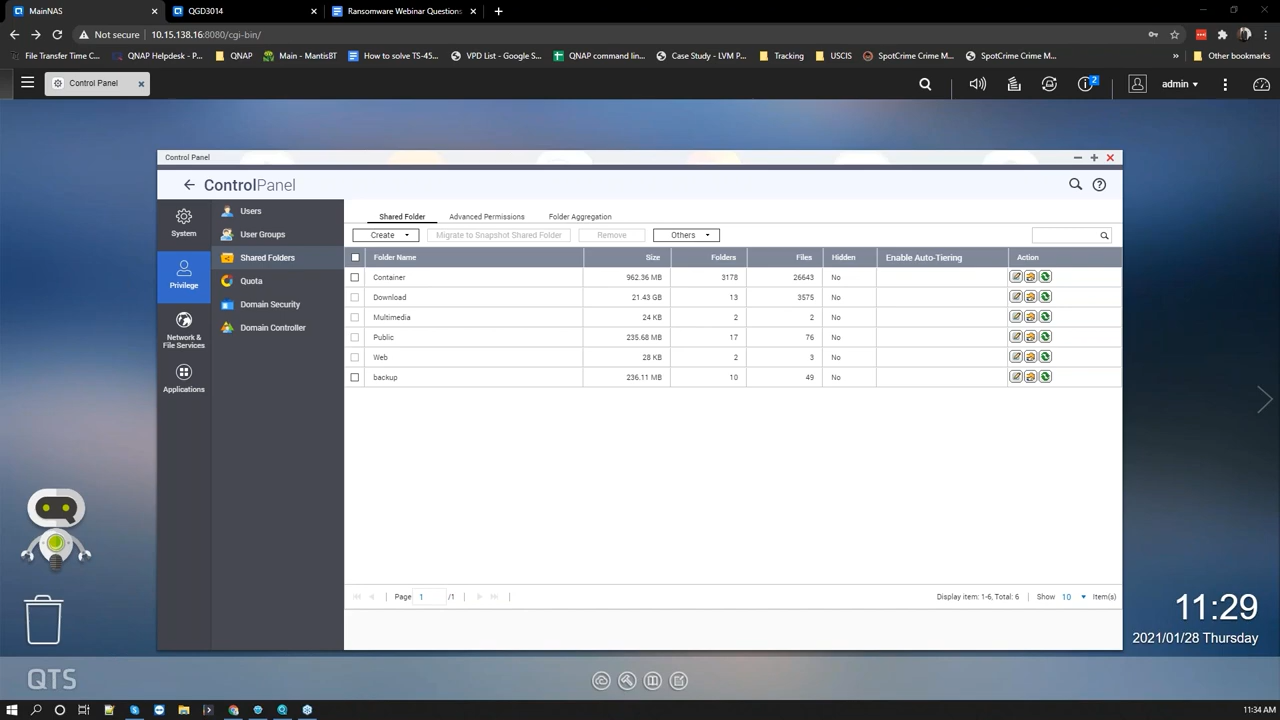 MainNAS
QGD3014
Ransomware Webinar Questions
Not secure | 10.15.138.16:8080/cgi-bin/
File Transfer Time C...
QNAP Helpdesk - P...
QNAP
Main - MantisBT
How to solve TS-45...
VPD List - Google S...
QNAP command lin...
Case Study - LVM P...
Tracking
USCIS
SpotCrime Crime M...
SpotCrime Crime M...
»
Other bookmarks
Control Panel
2
admin
Control Panel
ControlPanel
System
Privilege
Network &
File Services
Applications
Users
User Groups
Shared Folders
Quota
Domain Security
Domain Controller
Shared Folder Advanced Permissions Folder Aggregation
Create Migrate to Snapshot Shared Folder Remove Others
Folder Name Size Folders Files Hidden Enable Auto-Tiering Action
Container 962.36 MB 3178 26643 No
Download 21.43 GB 13 3575 No
Multimedia 24 KB 2 2 No
Public 235.68 MB 17 76 No
Web 28 KB 2 3 No
backup 236.11 MB 10 49 No
Page 1 /1
Display item: 1-6, Total: 6 | Show 10 Item(s)
11:29
2021/01/28 Thursday
QTS
11:34 AM